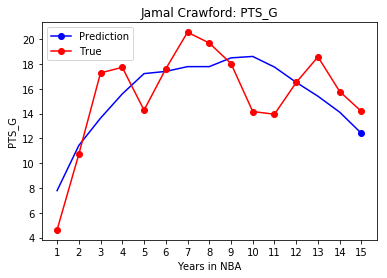 Jamal Crawford: PTS_G
Prediction
True
PTS_G
20
18
16
14
12
10
8
6
4
1 2 3 4 5 6 7 8 9 10 11 12 13 14 15
Years in NBA